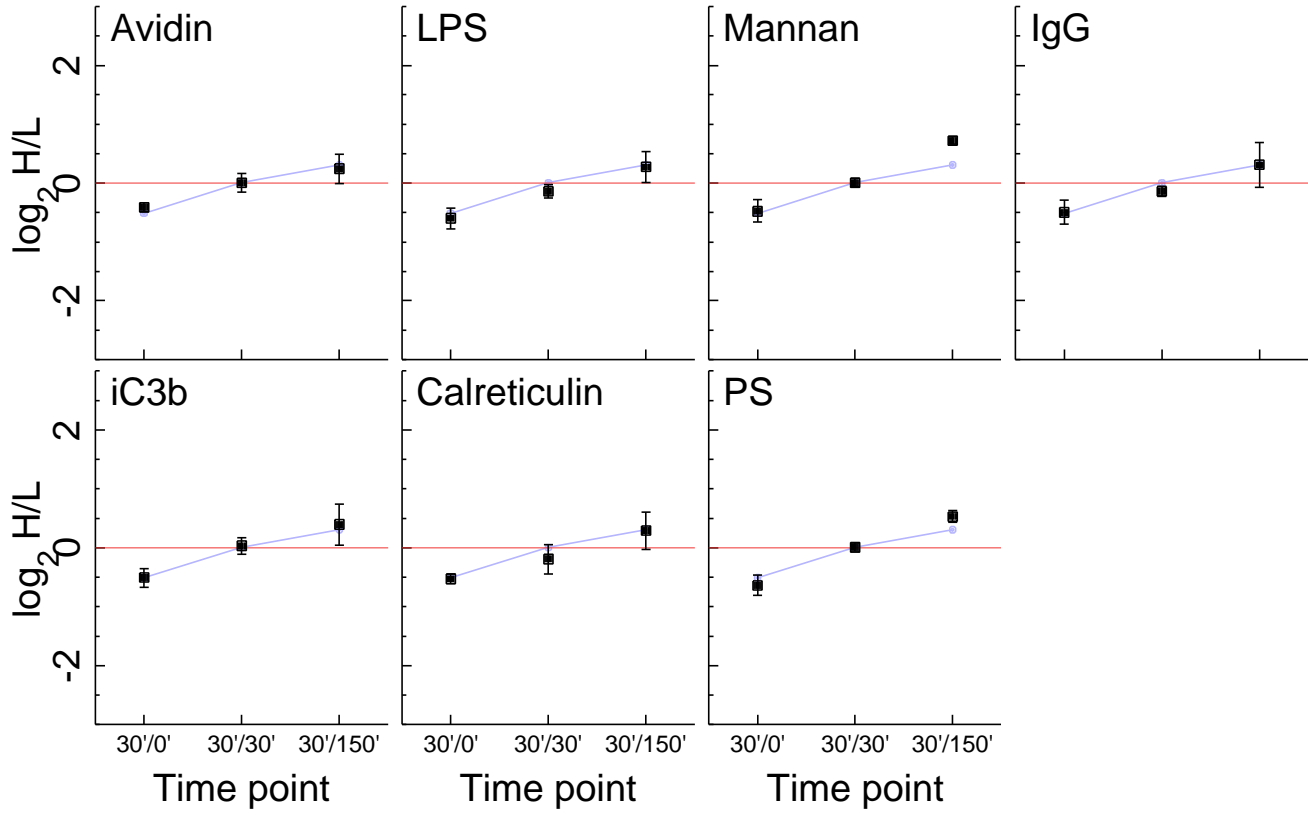 Avidin
LPS
Mannan
IgG
log2 H/L
2
0
-2
iC3b
Calreticulin
PS
log2 H/L
2
0
-2
30'/0' 30'/30' 30'/150'
30'/0' 30'/30' 30'/150'
30'/0' 30'/30' 30'/150'
Time point
Time point
Time point